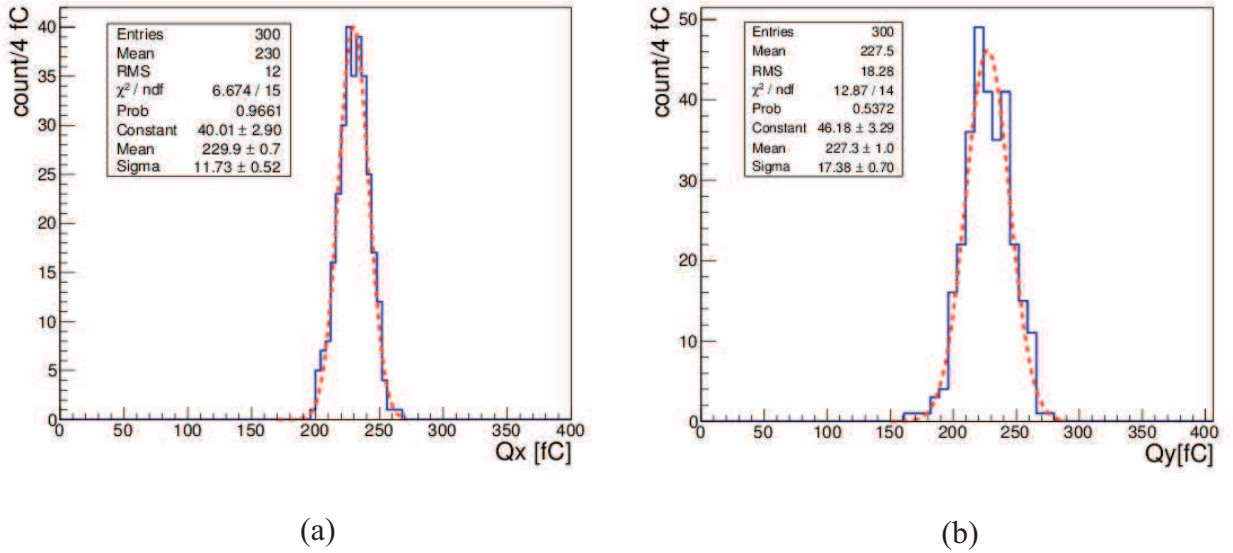 count/4 fC
40
35
30
25
20
15
10
5
0
Entries 300
Mean 230
RMS 12
χ² / ndf 6.674 / 15
Prob 0.9661
Constant 40.01 ± 2.90
Mean 229.9 ± 0.7
Sigma 11.73 ± 0.52
0 50 100 150 200 250 300 350 400
Qx [fC]
(a)
count/4 fC
50
40
30
20
10
0
Entries 300
Mean 227.5
RMS 18.28
χ² / ndf 12.87 / 14
Prob 0.5372
Constant 46.18 ± 3.29
Mean 227.3 ± 1.0
Sigma 17.38 ± 0.70
0 50 100 150 200 250 300 350 400
Qy[fC]
(b)